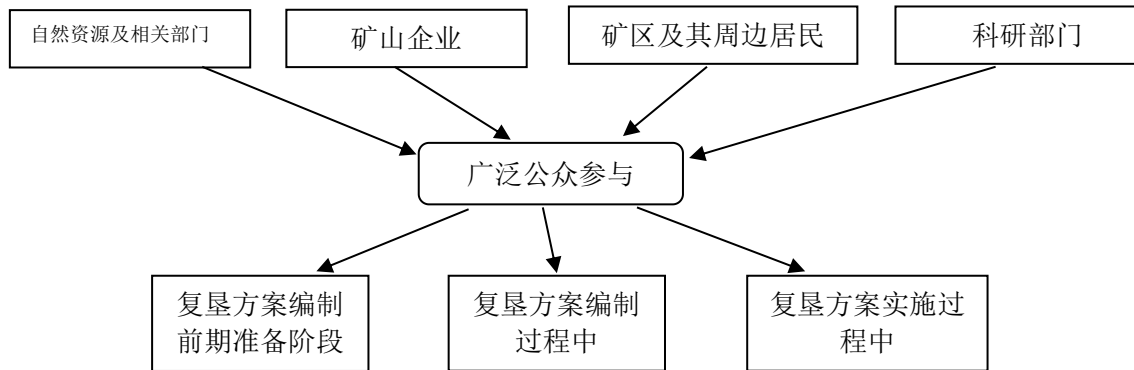 自然资源及相关部门
矿山企业
矿区及其周边居民
科研部门
广泛公众参与
复垦方案编制
前期准备阶段
复垦方案编制
过程中
复垦方案实施过
程中